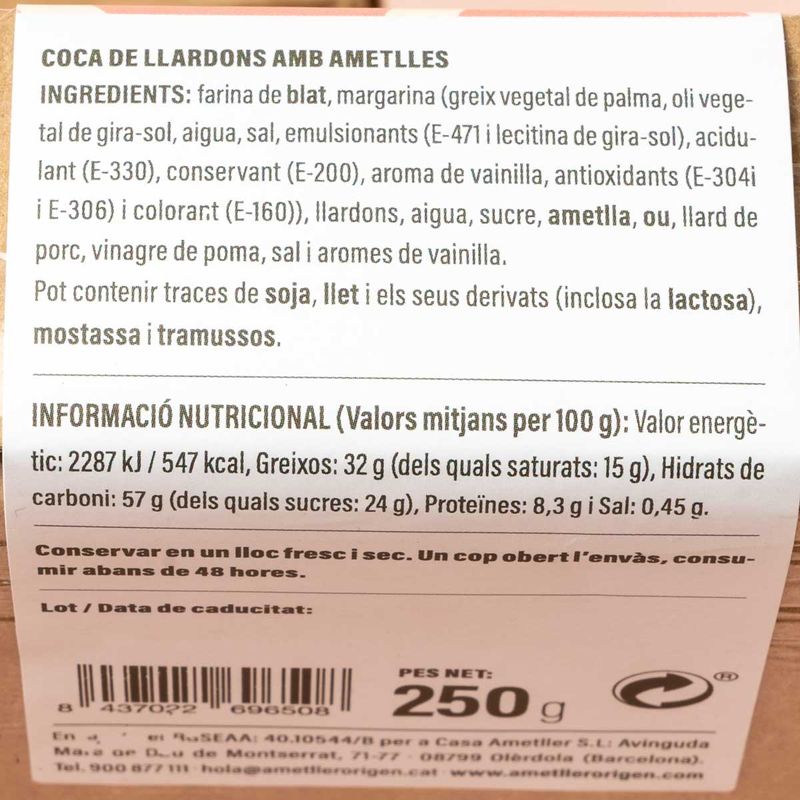 COCA DE LLARDONS AMB AMETLLES
INGREDIENTS: farina de blat, margarina (greix vegetal de palma, oli vege-
tal de gira-sol, aigua, sal, emulsionants (E-471 i lecitina de gira-sol), acidu-
lant (E-330), conservant (E-200), aroma de vainilla, antioxidants (E-304i
i E-306) i colorant (E-160)), llardons, aigua, sucre, ametlla, ou, llard de
porc, vinagre de poma, sal i aromes de vainilla.
Pot contenir traces de soja, llet i els seus derivats (inclosa la lactosa),
mostassa i tramussos.
INFORMACIÓ NUTRICIONAL (Valors mitjans per 100 g): Valor energè-
tic: 2287 kJ / 547 kcal, Greixos: 32 g (dels quals saturats: 15 g), Hidrats de
carboni: 57 g (dels quals sucres: 24 g), Proteïnes: 8,3 g i Sal: 0,45 g.
Conservar en un lloc fresc i sec. Un cop obert l'envàs, consu-
mir abans de 48 hores.
Lot / Data de caducitat:
PES NET:
250 g
8 437022 696508
®
RGSEAA: 40.10544/B per a Casa Ametller S.L: Avinguda
de Montserrat, 71-77 · 08799 Olèrdola (Barcelona).
Tel. 900 877 111 · hola@ametllerorigen.cat · www.ametllerorigen.com